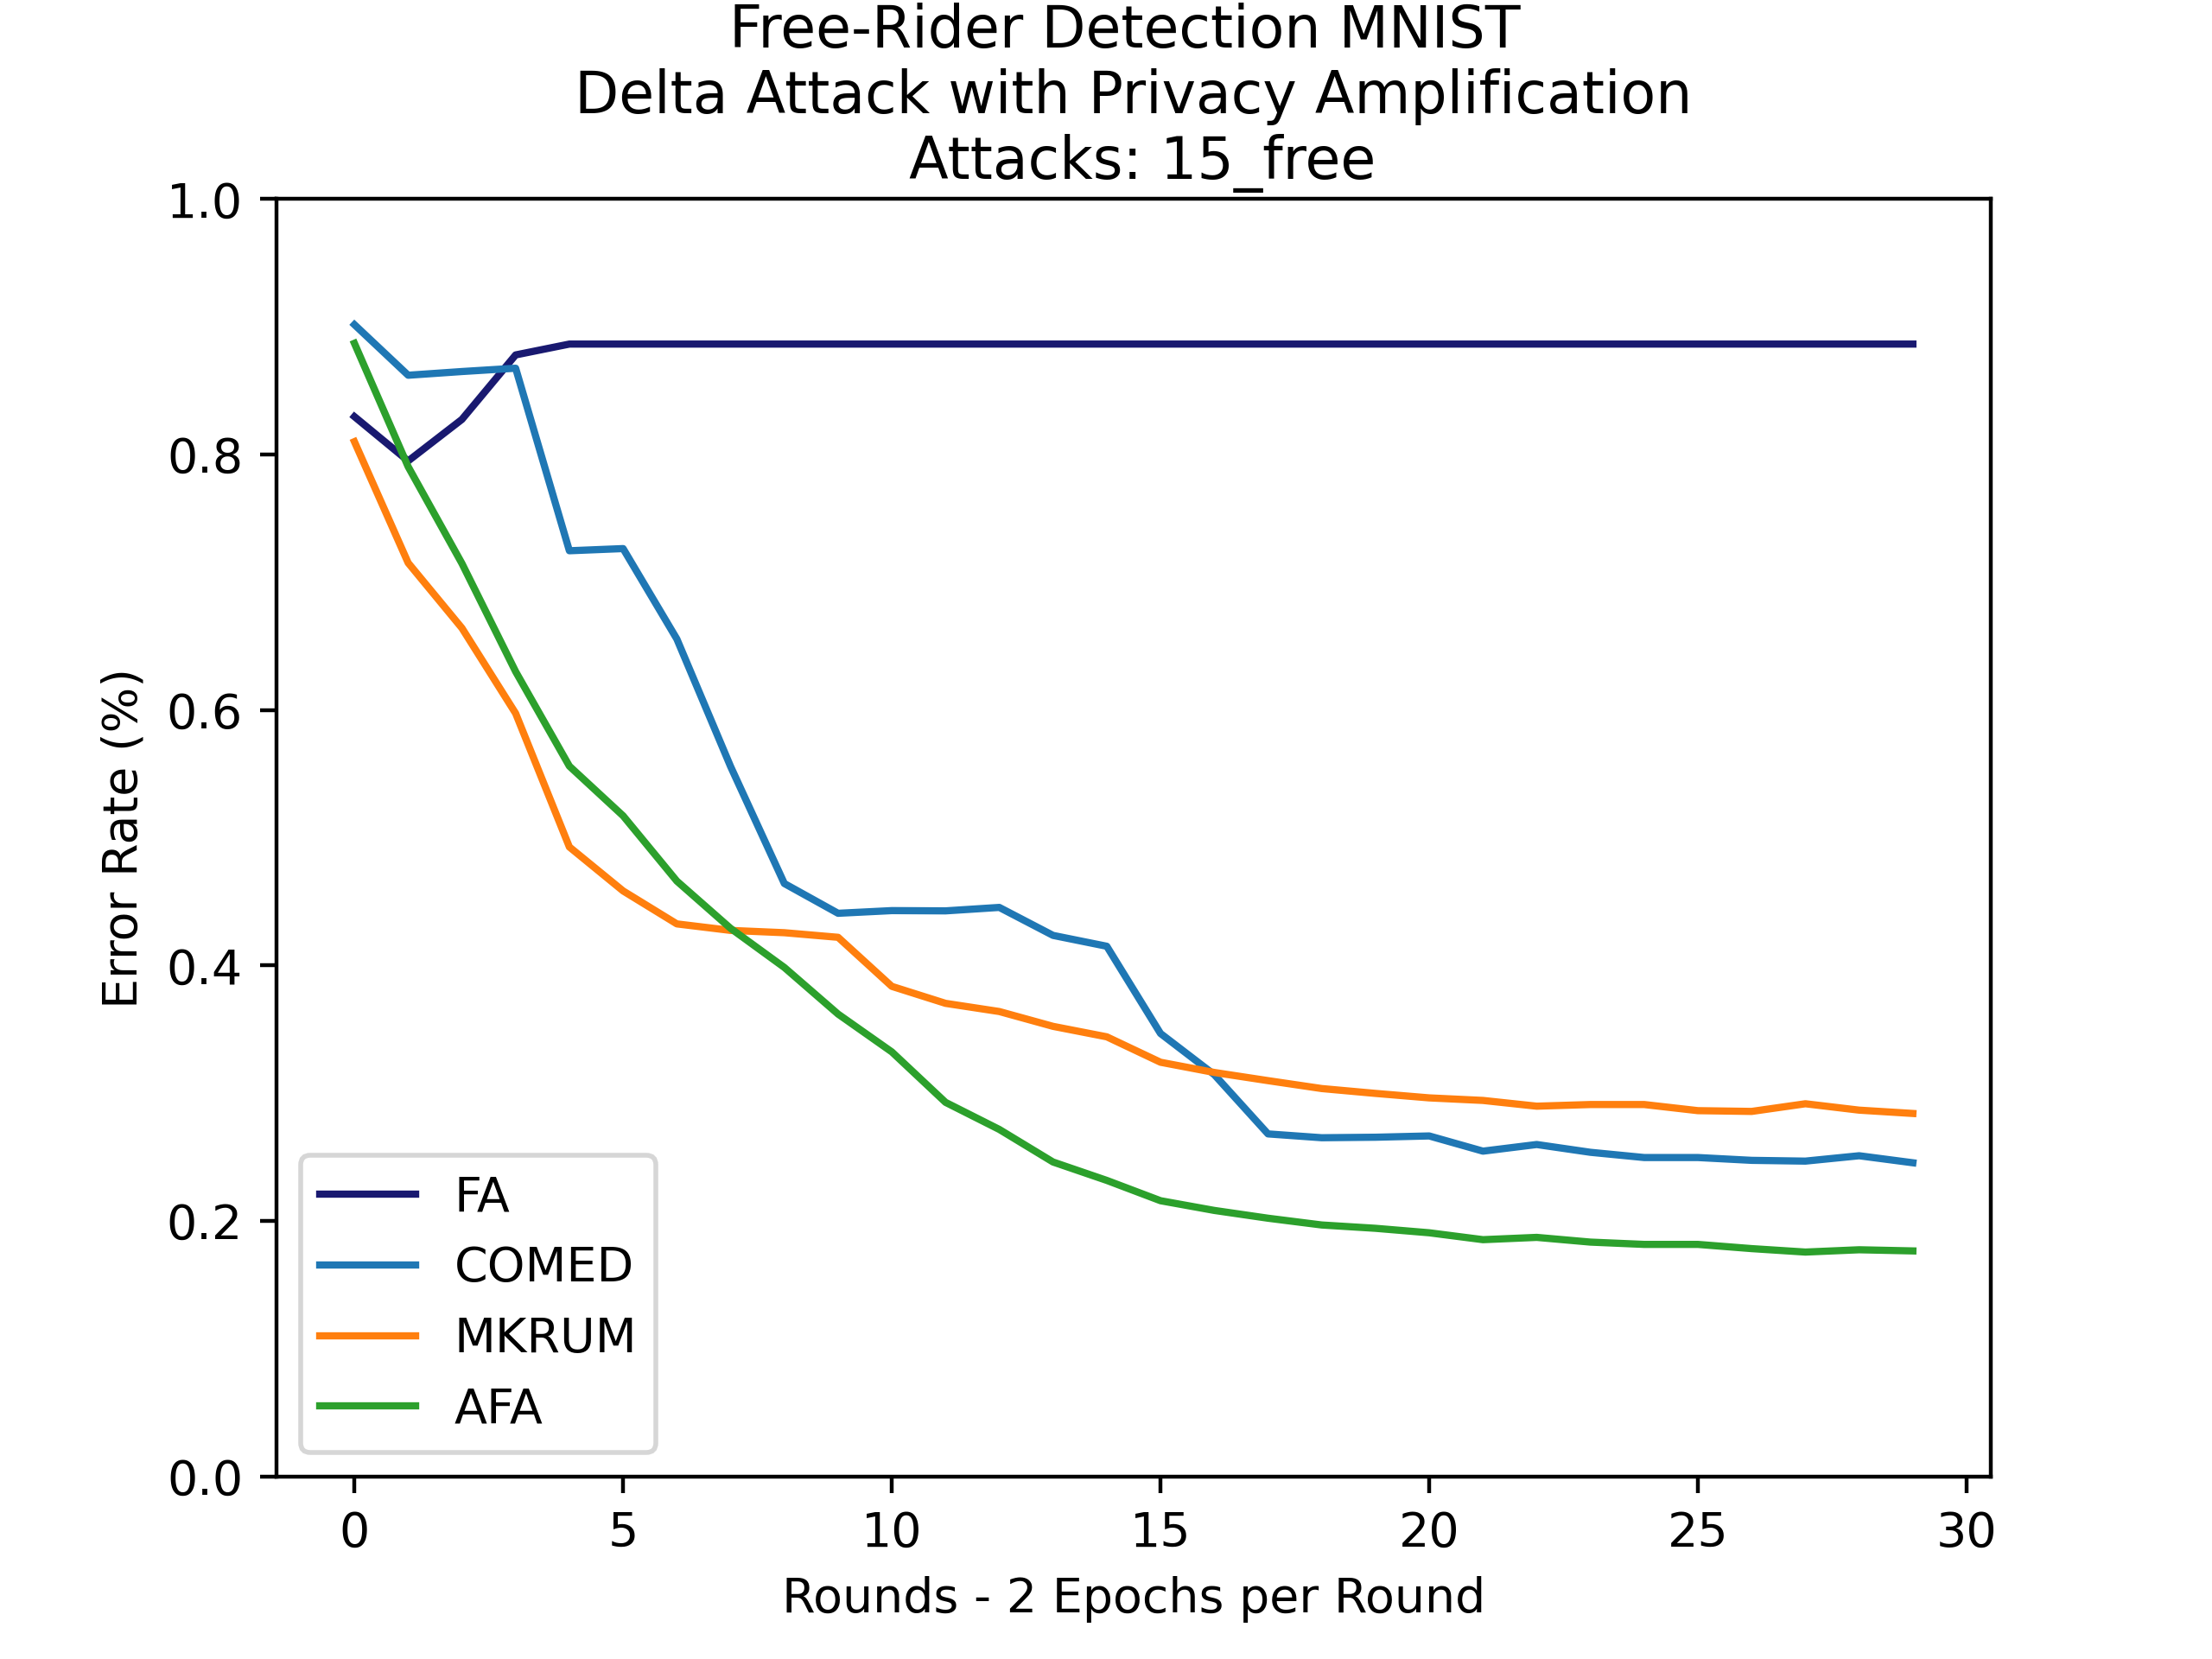 Free-Rider Detection MNIST
Delta Attack with Privacy Amplification
Attacks: 15_free
1.0
0.8
0.6
0.4
0.2
0.0
Error Rate (%)
FA
COMED
MKRUM
AFA
0 5 10 15 20 25 30
Rounds - 2 Epochs per Round